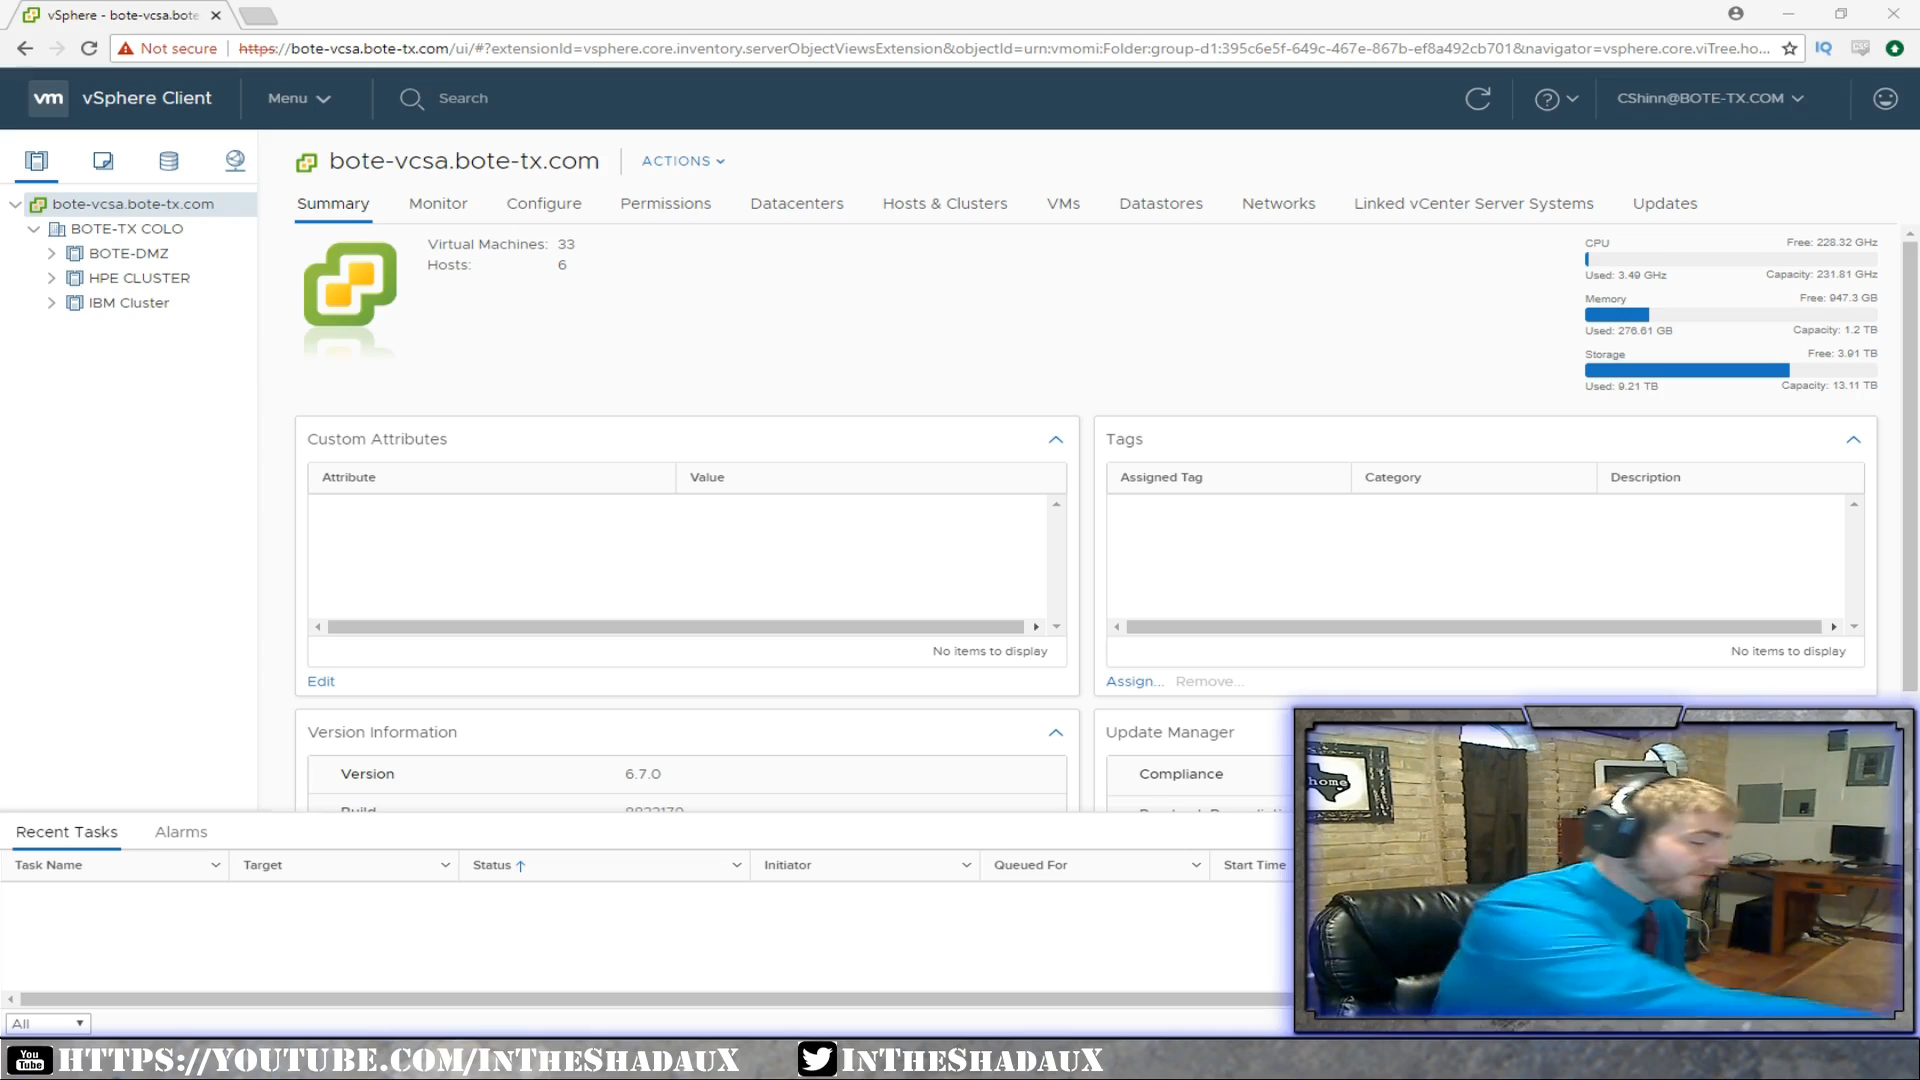 vSphere - bote-vcsa.bote
Not secure https://bote-vcsa.bote-tx.com/ui/#?extensionId=vsphere.core.inventory.serverObjectViewsExtension&objectId=urn:vmomi:Folder:group-d1:395c6e5f-649c-467e-867b-ef8a492cb701&navigator=vsphere.core.viTree.ho...
IQ
vm vSphere Client Menu Search CShinn@BOTE-TX.COM
bote-vcsa.bote-tx.com ACTIONS
Summary Monitor Configure Permissions Datacenters Hosts & Clusters VMs Datastores Networks Linked vCenter Server Systems Updates
bote-vcsa.bote-tx.com
BOTE-TX COLO
BOTE-DMZ
HPE CLUSTER
IBM Cluster
Virtual Machines: 33
Hosts: 6
CPU Free: 228.32 GHz
Used: 3.49 GHz Capacity: 231.81 GHz
Memory Free: 947.3 GB
Used: 276.61 GB Capacity: 1.2 TB
Storage Free: 3.91 TB
Used: 9.21 TB Capacity: 13.11 TB
Custom Attributes
Attribute Value
No items to display
Edit
Tags
Assigned Tag Category Description
No items to display
Assign... Remove...
Version Information
Version 6.7.0
Build
Update Manager
Compliance
home
Recent Tasks Alarms
Task Name Target Status Initiator Queued For Start Time
All
You Tube HTTPS://YOUTUBE.COM/INTHESHADAUX INTHESHADAUX